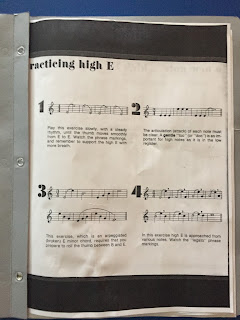 racticing high E
1
Play this exercise slowly, with a steady
rhythm, until the thumb moves smoothly
from E to E. Watch the phrase markings,
and remember to support the high E with
more breath.
2
The articulation (attack) of each note must
be clear. A gentle "too" (or "doo") is as im-
portant for high notes as it is in the low
register.
3
This exercise, which is an arpeggiated
(broken) E minor chord, requires that you
prepare to roll the thumb between B and E.
4
In this exercise high E is approached from
various notes. Watch the "legato" phrase
markings.